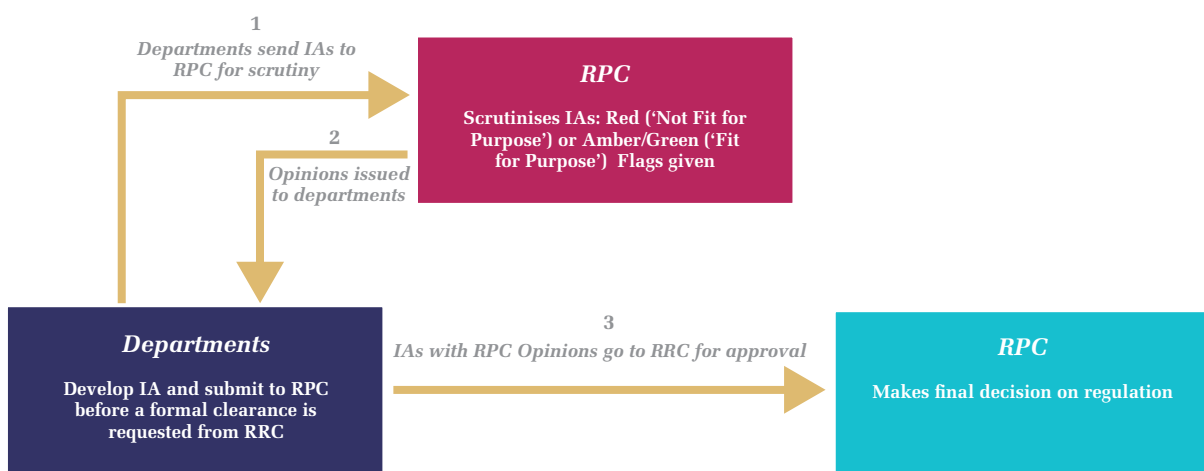 1
Departments send IAs to
RPC for scrutiny
RPC
Scrutinises IAs: Red (‘Not Fit for
Purpose’) or Amber/Green (‘Fit
for Purpose’) Flags given
2
Opinions issued
to departments
Departments
Develop IA and submit to RPC
before a formal clearance is
requested from RRC
3
IAs with RPC Opinions go to RRC for approval
RPC
Makes final decision on regulation